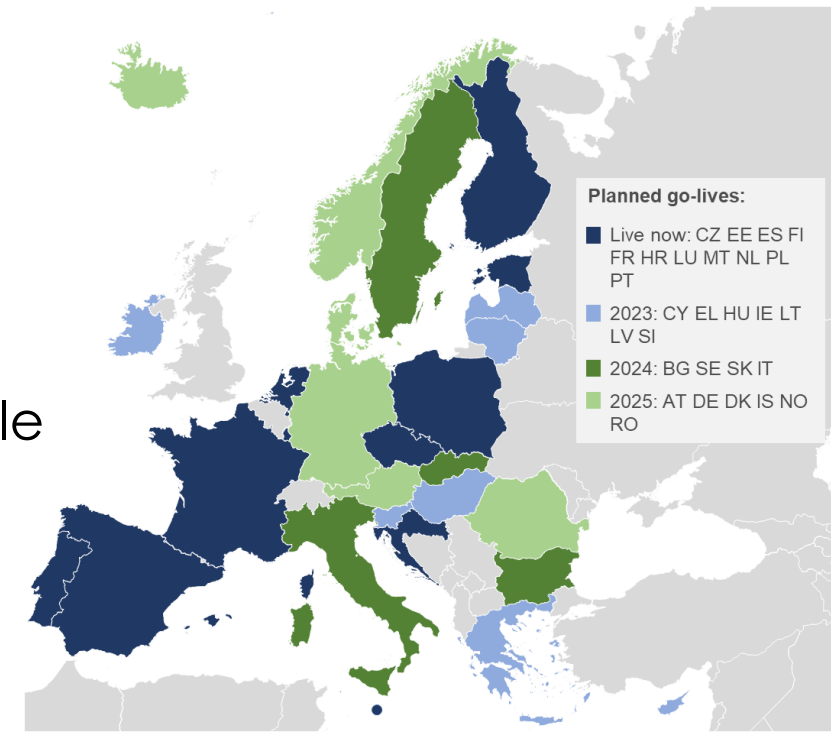 Planned go-lives:
Live now: CZ EE ES FI
FR HR LU MT NL PL
PT
2023: CY EL HU IE LT
LV SI
2024: BG SE SK IT
le
2025: AT DE DK IS NO
RO